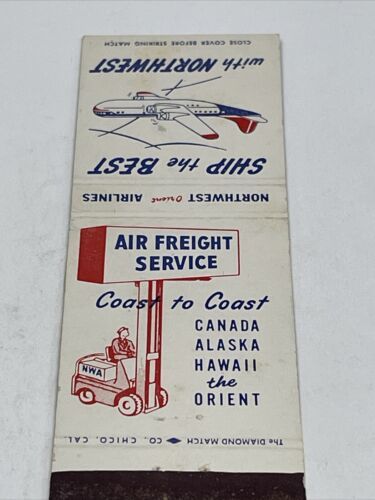 CLOSE COVER BEFORE STRIKING MATCH
SHIP the BEST
with NORTHWEST
NORTHWEST Orient AIRLINES
AIR FREIGHT
SERVICE
Coast to Coast
CANADA
ALASKA
HAWAII
the
ORIENT
NWA
The DIAMOND MATCH CO. CHICO, CAL.